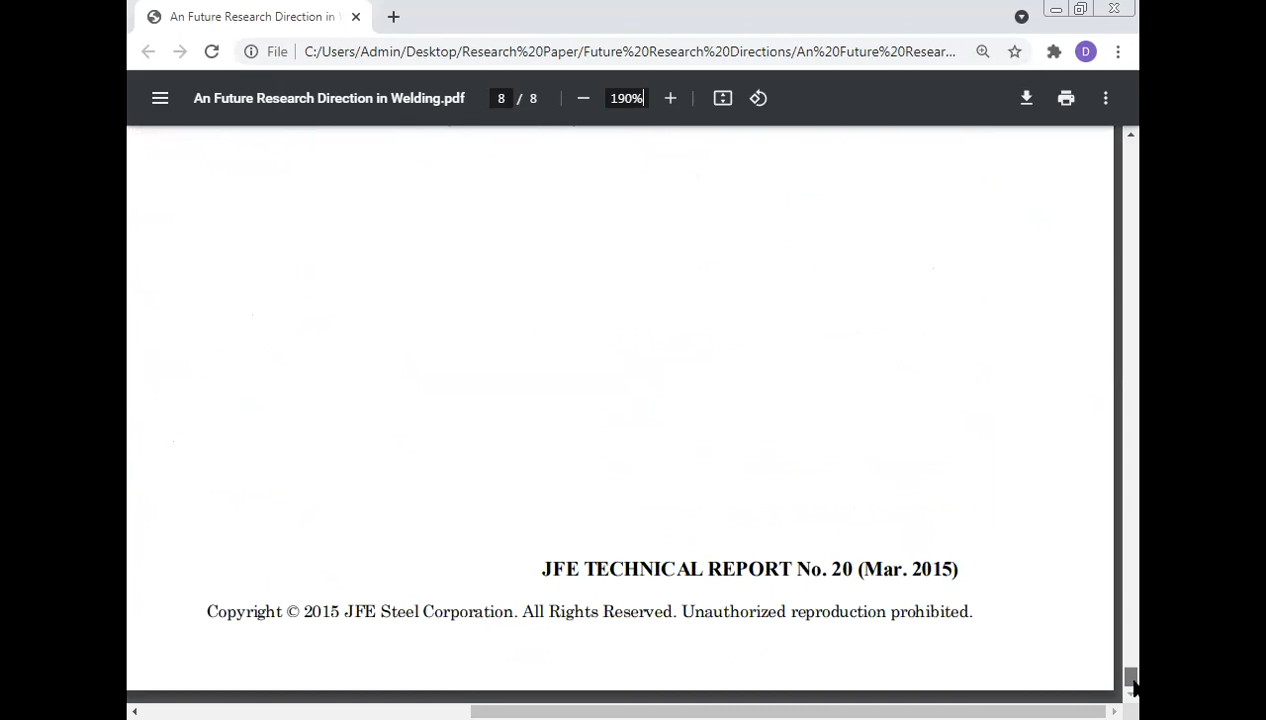 An Future Research Direction in
File C:/Users/Admin/Desktop/Research%20Paper/Future%20Research%20Directions/An%20Future%20Resear...
D
An Future Research Direction in Welding.pdf 8 / 8 190%
JFE TECHNICAL REPORT No. 20 (Mar. 2015)
Copyright © 2015 JFE Steel Corporation. All Rights Reserved. Unauthorized reproduction prohibited.